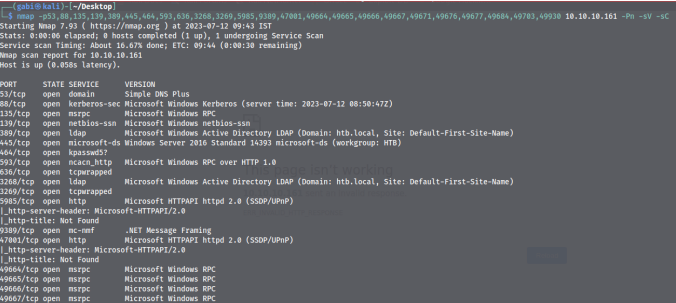 ┌──(gabi㉿kali)-[~/Desktop]
└─$ nmap -p53,88,135,139,389,445,464,593,636,3268,3269,5985,9389,47001,49664,49665,49666,49667,49671,49676,49677,49684,49703,49930 10.10.10.161 -Pn -sV -sC
Starting Nmap 7.93 ( https://nmap.org ) at 2023-07-12 09:43 IST
Stats: 0:00:06 elapsed; 0 hosts completed (1 up), 1 undergoing Service Scan
Service scan Timing: About 16.67% done; ETC: 09:44 (0:00:30 remaining)
Nmap scan report for 10.10.10.161
Host is up (0.058s latency).
PORT STATE SERVICE VERSION
53/tcp open domain Simple DNS Plus
88/tcp open kerberos-sec Microsoft Windows Kerberos (server time: 2023-07-12 08:50:47Z)
135/tcp open msrpc Microsoft Windows RPC
139/tcp open netbios-ssn Microsoft Windows netbios-ssn
389/tcp open ldap Microsoft Windows Active Directory LDAP (Domain: htb.local, Site: Default-First-Site-Name)
445/tcp open microsoft-ds Windows Server 2016 Standard 14393 microsoft-ds (workgroup: HTB)
464/tcp open kpasswd5?
593/tcp open ncacn_http Microsoft Windows RPC over HTTP 1.0
636/tcp open tcpwrapped
3268/tcp open ldap Microsoft Windows Active Directory LDAP (Domain: htb.local, Site: Default-First-Site-Name)
3269/tcp open tcpwrapped
5985/tcp open http Microsoft HTTPAPI httpd 2.0 (SSDP/UPnP)
|_http-server-header: Microsoft-HTTPAPI/2.0
|_http-title: Not Found
9389/tcp open mc-nmf .NET Message Framing
47001/tcp open http Microsoft HTTPAPI httpd 2.0 (SSDP/UPnP)
|_http-server-header: Microsoft-HTTPAPI/2.0
|_http-title: Not Found
49664/tcp open msrpc Microsoft Windows RPC
49665/tcp open msrpc Microsoft Windows RPC
49666/tcp open msrpc Microsoft Windows RPC
49667/tcp open msrpc Microsoft Windows RPC
This page isn't working